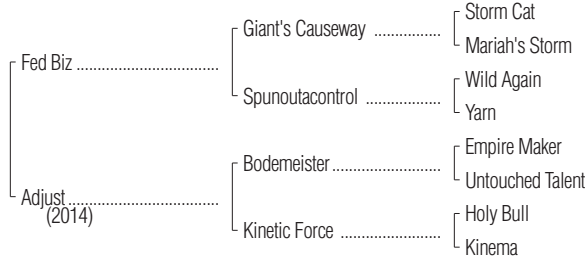 Storm Cat
Giant's Causeway ..................
Mariah's Storm
Fed Biz ......................................
Wild Again
Spunoutacontrol ....................
Yarn
Empire Maker
Bodemeister.............................
Untouched Talent
Adjust.......................................
(2014)
Holy Bull
Kinetic Force ...........................
Kinema